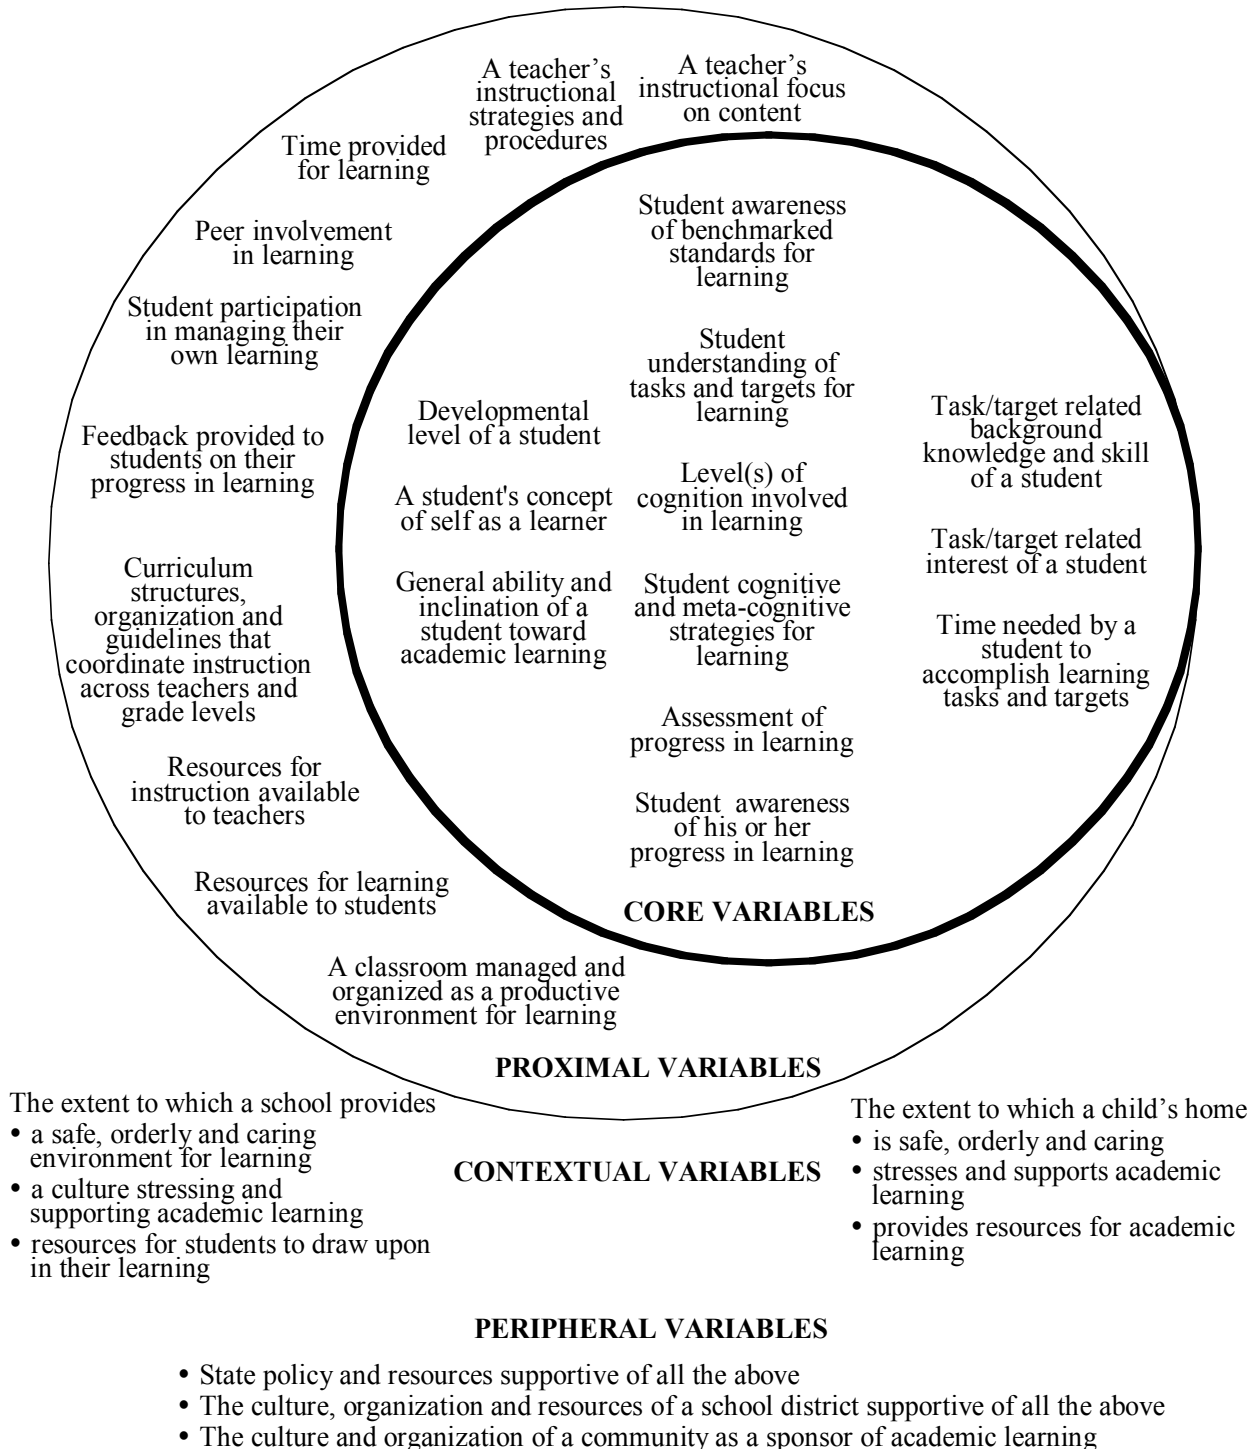 A teacher's
instructional
strategies and
procedures
A teacher's
instructional focus
on content
Time provided
for learning
Peer involvement
in learning
Student participation
in managing their
own learning
Feedback provided to
students on their
progress in learning
Curriculum
structures,
organization and
guidelines that
coordinate instruction
across teachers and
grade levels
Resources for
instruction available
to teachers
Resources for learning
available to students
A classroom managed and
organized as a productive
environment for learning
PROXIMAL VARIABLES
Developmental
level of a student
A student's concept
of self as a learner
General ability and
inclination of a
student toward
academic learning
Student awareness
of benchmarked
standards for
learning
Student
understanding of
tasks and targets for
learning
Level(s) of
cognition involved
in learning
Student cognitive
and meta-cognitive
strategies for
learning
Assessment of
progress in learning
Student awareness
of his or her
progress in learning
Task/target related
background
knowledge and skill
of a student
Task/target related
interest of a student
Time needed by a
student to
accomplish learning
tasks and targets
CORE VARIABLES
The extent to which a school provides
• a safe, orderly and caring
environment for learning
• a culture stressing and
supporting academic learning
• resources for students to draw upon
in their learning
CONTEXTUAL VARIABLES
The extent to which a child's home
• is safe, orderly and caring
• stresses and supports academic
learning
• provides resources for academic
learning
PERIPHERAL VARIABLES
• State policy and resources supportive of all the above
• The culture, organization and resources of a school district supportive of all the above
• The culture and organization of a community as a sponsor of academic learning